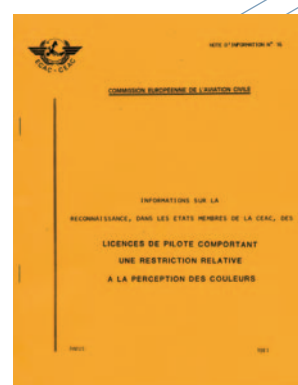 NOTE D'INFORMATION N° 16
ECAC • CEAC
COMMISSION EUROPEENNE DE L'AVIATION CIVILE
INFORMATIONS SUR LA
RECONNAISSANCE, DANS LES ETATS MEMBRES DE LA CEAC, DES
LICENCES DE PILOTE COMPORTANT
UNE RESTRICTION RELATIVE
A LA PERCEPTION DES COULEURS
PARIS